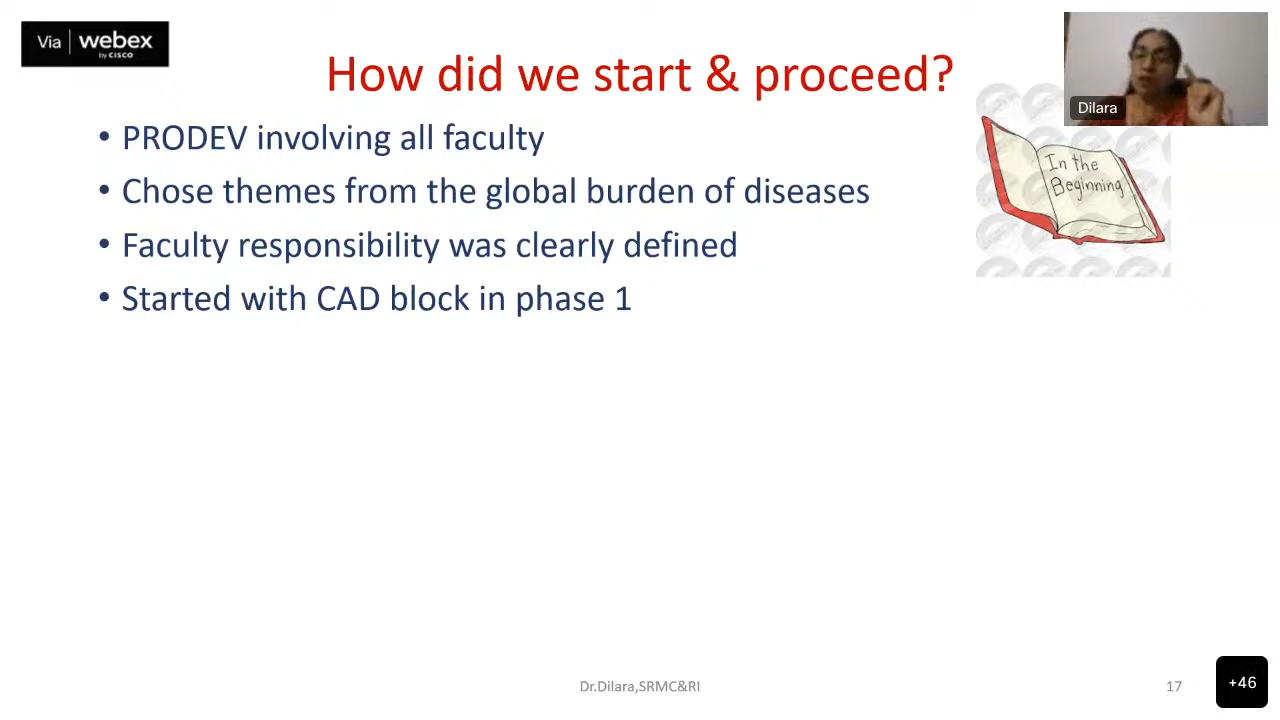 Via webex
by CISCO
How did we start & proceed?
Dilara
• PRODEV involving all faculty
• Chose themes from the global burden of diseases
• Faculty responsibility was clearly defined
• Started with CAD block in phase 1
In the
Beginning
Dr.Dilara,SRMC&RI
17
+46